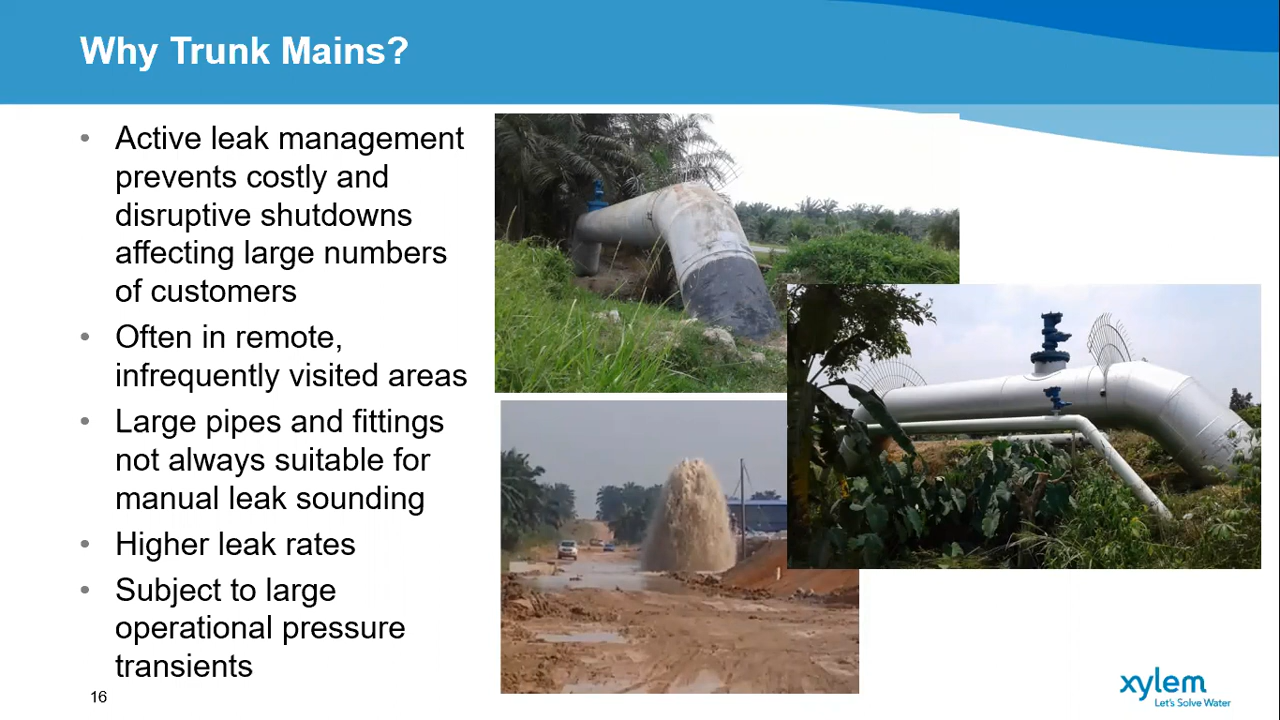 Why Trunk Mains?
• Active leak management
prevents costly and
disruptive shutdowns
affecting large numbers
of customers
• Often in remote,
infrequently visited areas
• Large pipes and fittings
not always suitable for
manual leak sounding
• Higher leak rates
• Subject to large
operational pressure
transients
16
xylem
Let's Solve Water